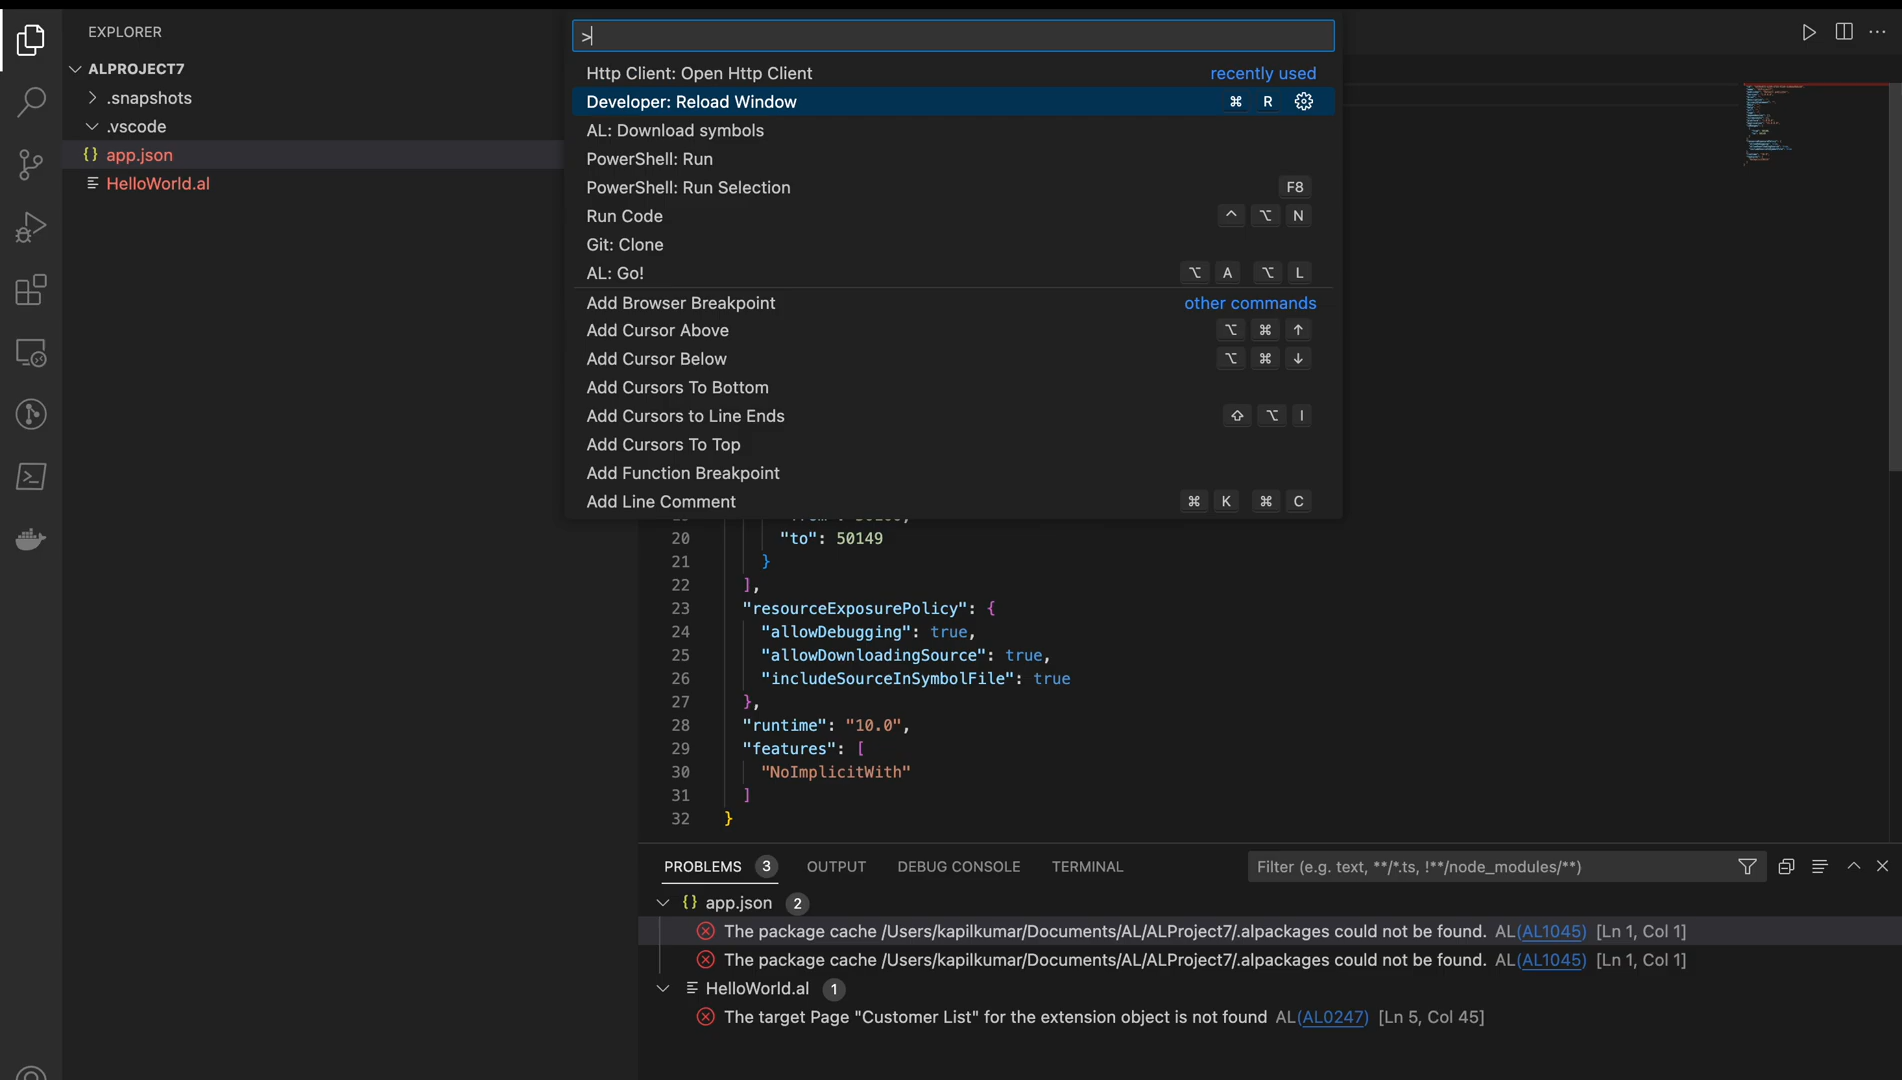 EXPLORER
ALPROJECT7
.snapshots
.vscode
{} app.json
HelloWorld.al
>
Http Client: Open Http Client recently used
Developer: Reload Window ⌘ R
AL: Download symbols
PowerShell: Run
PowerShell: Run Selection F8
Run Code ^ ⌥ N
Git: Clone
AL: Go! ⌥ A ⌥ L
Add Browser Breakpoint other commands
Add Cursor Above ⌥ ⌘ ↑
Add Cursor Below ⌥ ⌘ ↓
Add Cursors To Bottom
Add Cursors to Line Ends ⇧ ⌥ I
Add Cursors To Top
Add Function Breakpoint
Add Line Comment ⌘ K ⌘ C
20 "to": 50149
21 }
22 ],
23 "resourceExposurePolicy": {
24 "allowDebugging": true,
25 "allowDownloadingSource": true,
26 "includeSourceInSymbolFile": true
27 },
28 "runtime": "10.0",
29 "features": [
30 "NoImplicitWith"
31 ]
32 }
PROBLEMS 3 OUTPUT DEBUG CONSOLE TERMINAL Filter (e.g. text, **/*.ts, !**/node_modules/**)
{} app.json 2
The package cache /Users/kapilkumar/Documents/AL/ALProject7/.alpackages could not be found. AL(AL1045) [Ln 1, Col 1]
The package cache /Users/kapilkumar/Documents/AL/ALProject7/.alpackages could not be found. AL(AL1045) [Ln 1, Col 1]
HelloWorld.al 1
The target Page "Customer List" for the extension object is not found AL(AL0247) [Ln 5, Col 45]